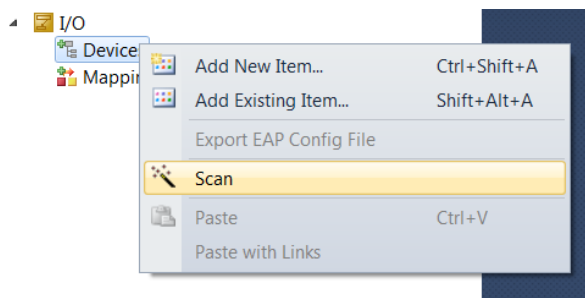 I/O
Device
Add New Item... Ctrl+Shift+A
Mappi
Add Existing Item... Shift+Alt+A
Export EAP Config File
Scan
Paste Ctrl+V
Paste with Links